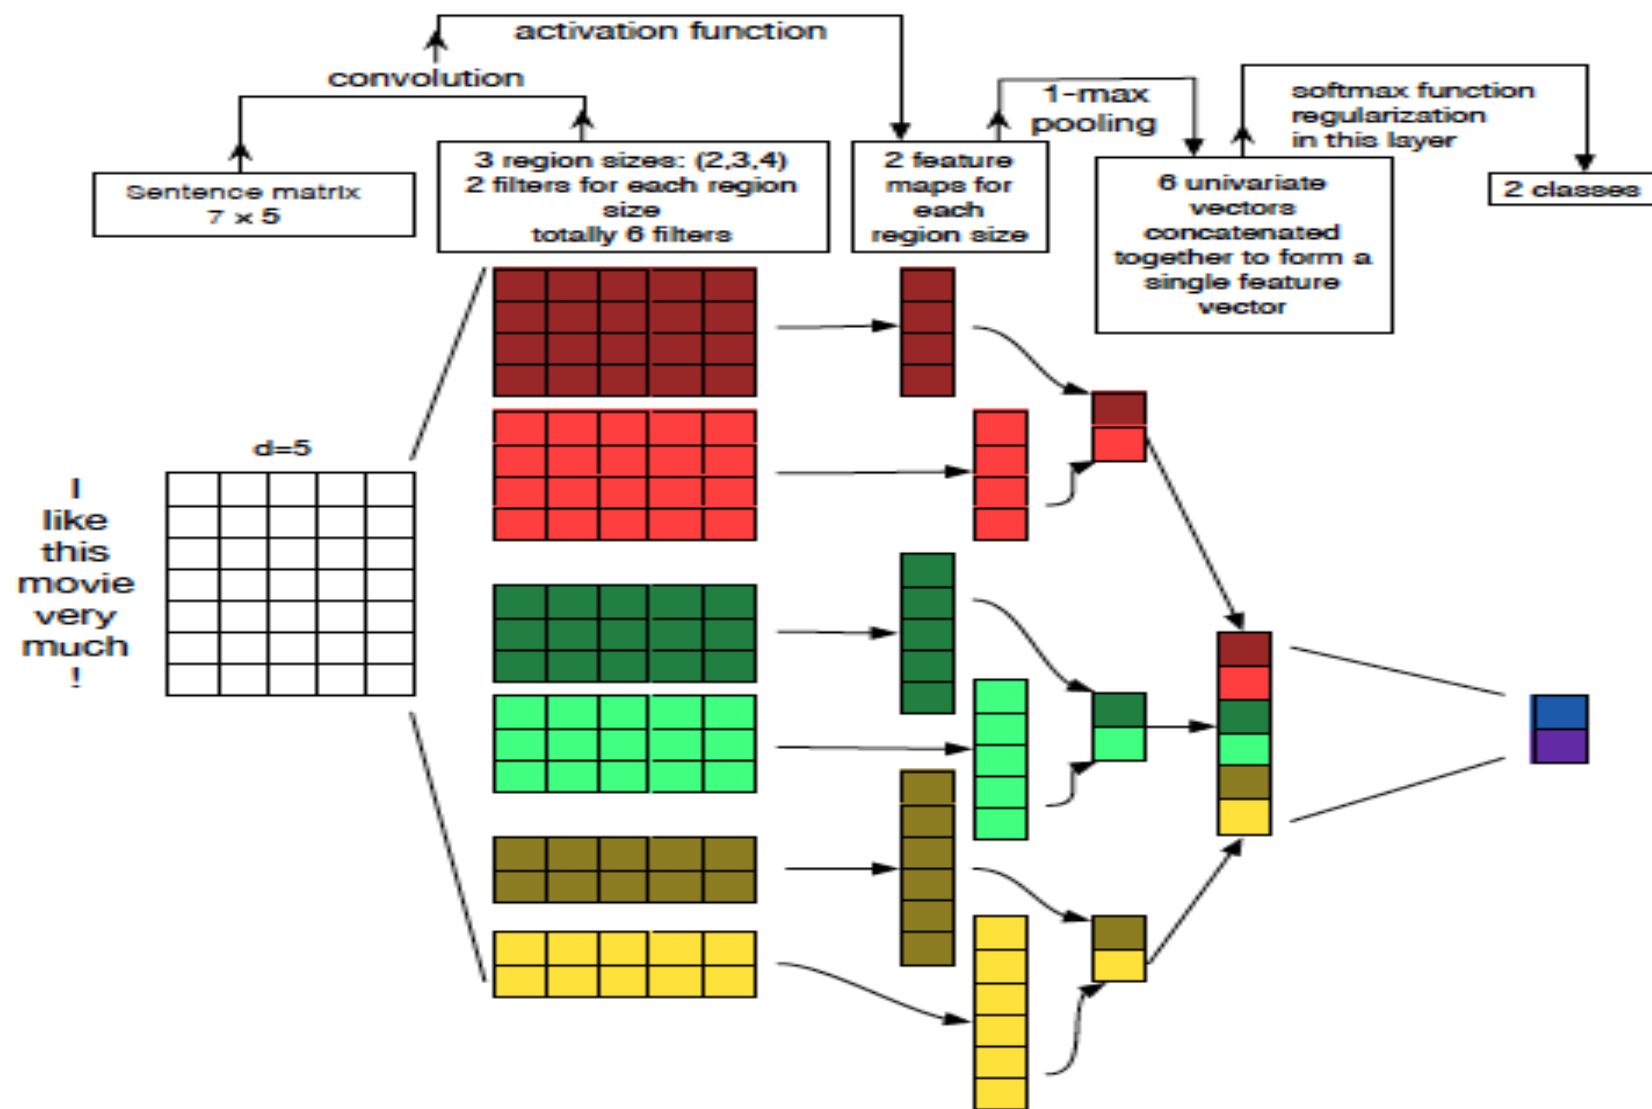 activation function
convolution
1-max
pooling
softmax function
regularization
in this layer
Sentence matrix
7 x 5
3 region sizes: (2,3,4)
2 filters for each region
size
totally 6 filters
2 feature
maps for
each
region size
6 univariate
vectors
concatenated
together to form a
single feature
vector
2 classes
d=5
I
like
this
movie
very
much
!